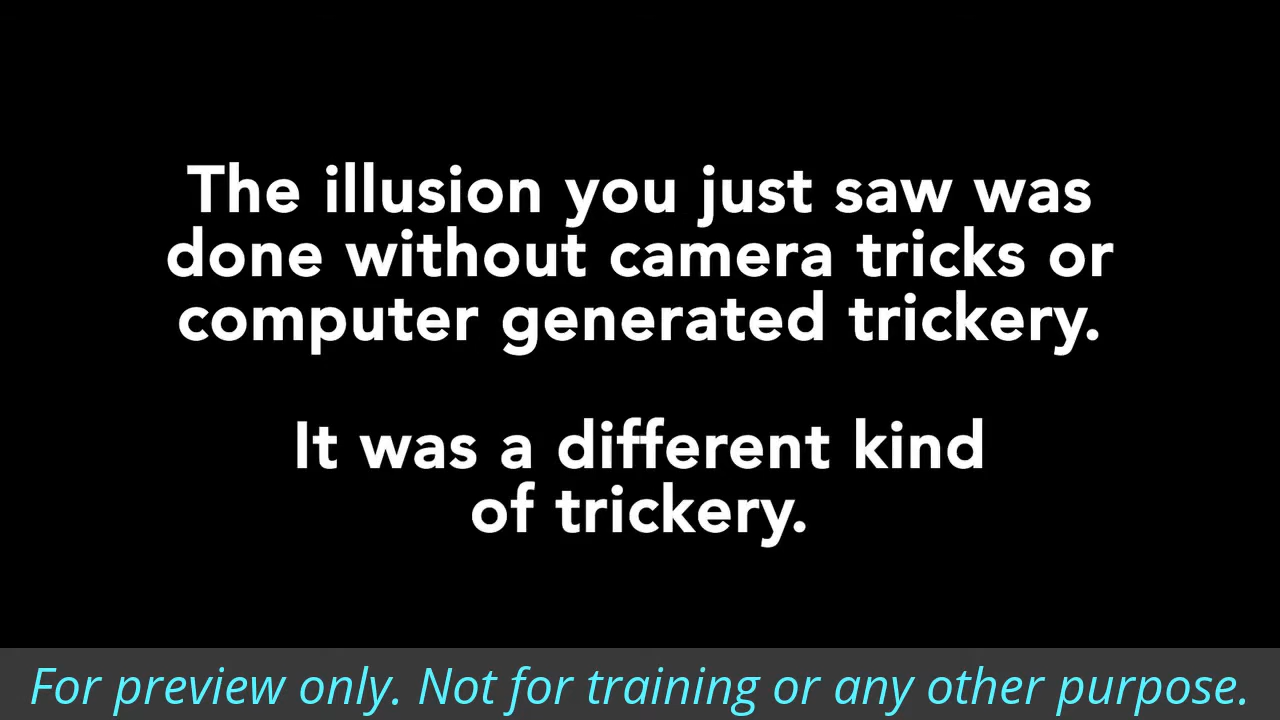 The illusion you just saw was
done without camera tricks or
computer generated trickery.
It was a different kind
of trickery.
For preview only. Not for training or any other purpose.